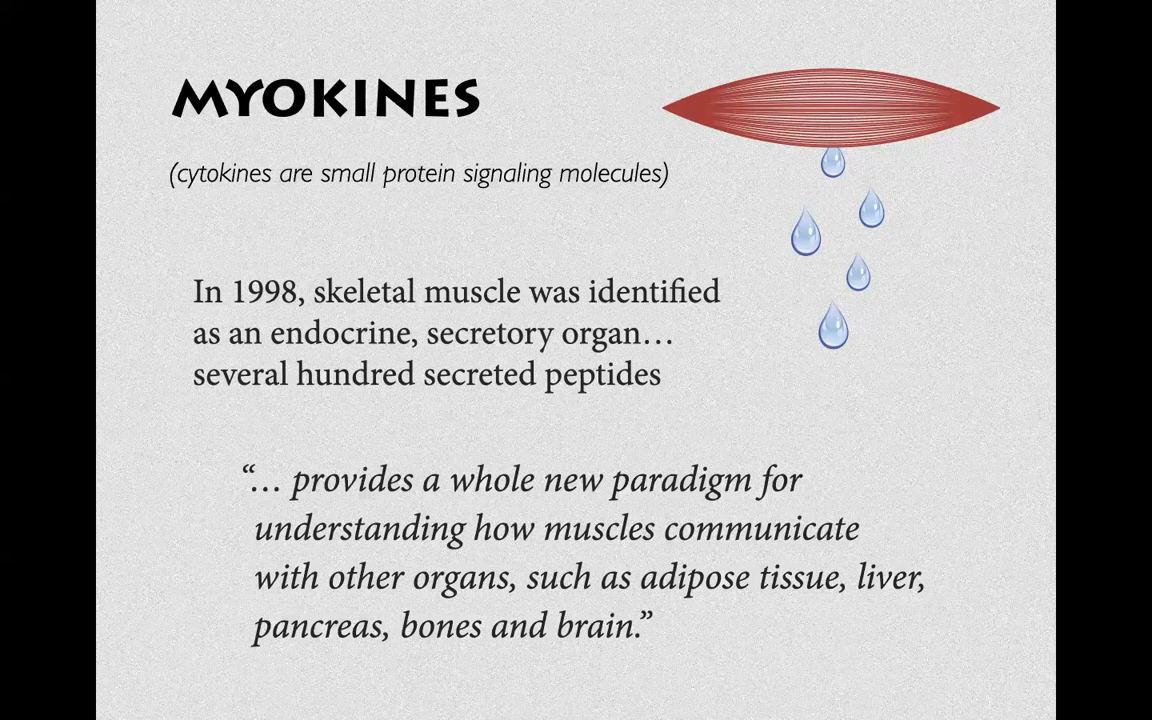 MYOKINES
(cytokines are small protein signaling molecules)
In 1998, skeletal muscle was identified
as an endocrine, secretory organ…
several hundred secreted peptides
“… provides a whole new paradigm for
understanding how muscles communicate
with other organs, such as adipose tissue, liver,
pancreas, bones and brain.”